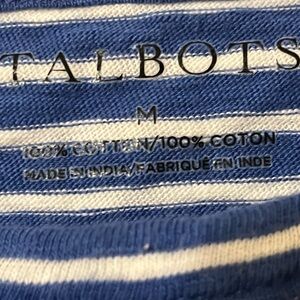 TALBOTS
M
100% COTTON/100% COTON
MADE IN INDIA/FABRIQUÉ EN INDE